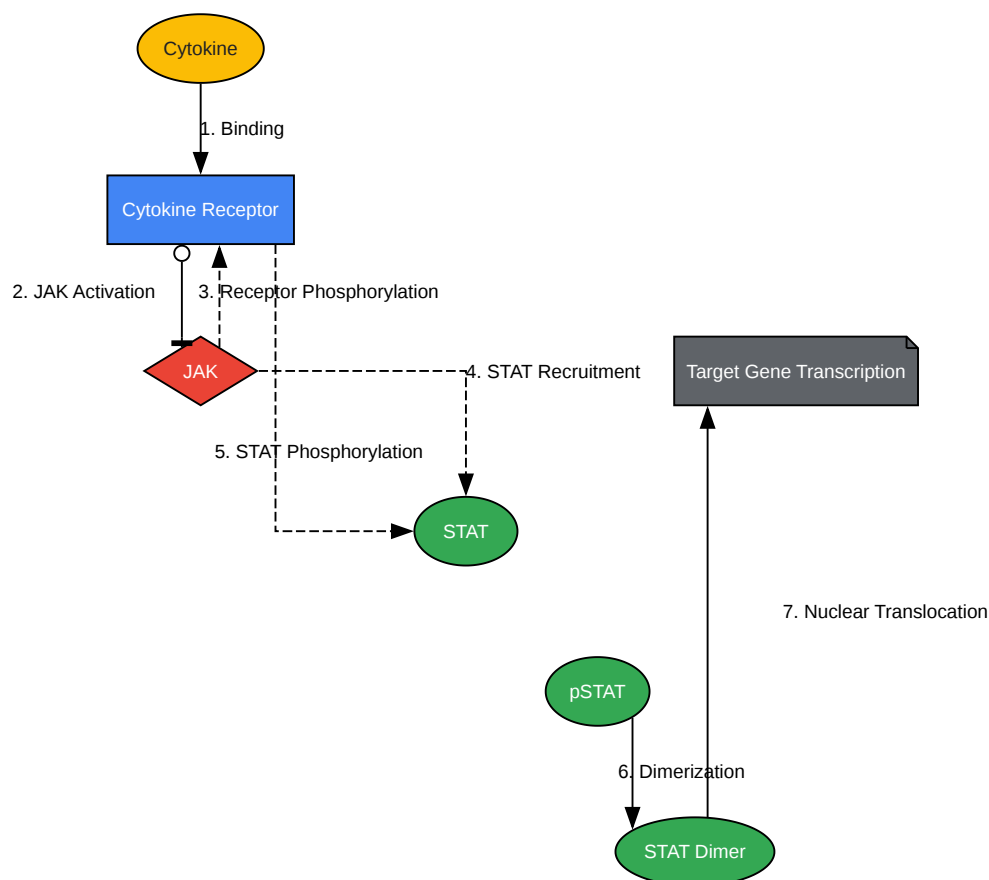 Cytokine
1. Binding
Cytokine Receptor
2. JAK Activation
3. Receptor Phosphorylation
JAK
4. STAT Recruitment
Target Gene Transcription
5. STAT Phosphorylation
STAT
7. Nuclear Translocation
pSTAT
6. Dimerization
STAT Dimer